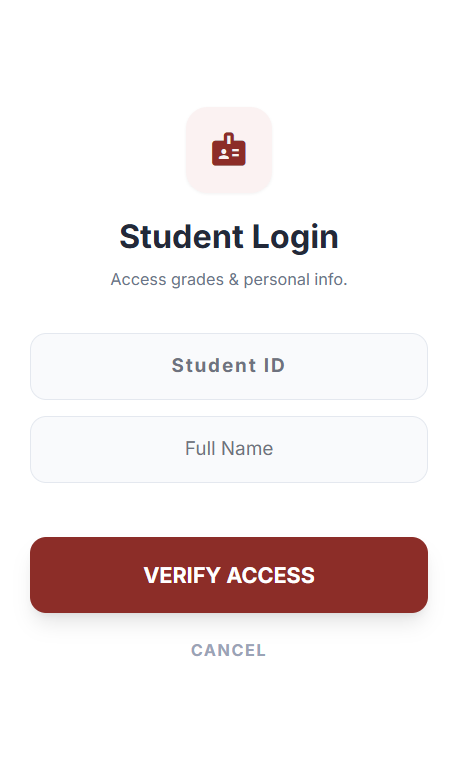 Student Login
Access grades & personal info.
Student ID
Full Name
VERIFY ACCESS
CANCEL